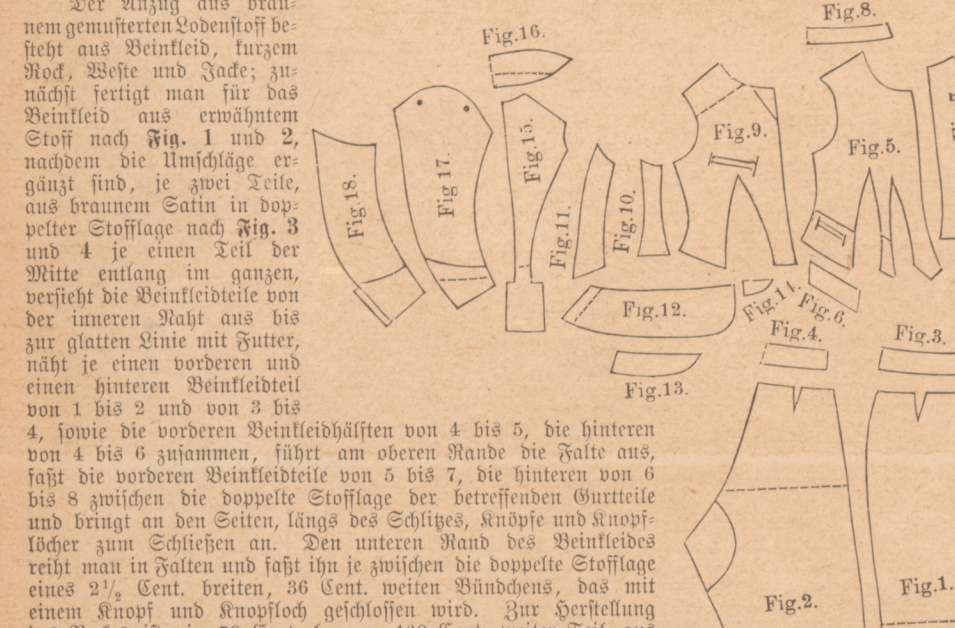 Der Anzug aus brau-
nem gemusterten Lodenstoff be-
steht aus Beinkleid, kurzem
Rock, Weste und Jacke; zu-
nächst fertigt man für das
Beinkleid aus erwähntem
Stoff nach Fig. 1 und 2,
nachdem die Umschläge er-
gänzt sind, je zwei Teile,
aus braunem Satin in dop-
pelter Stofflage nach Fig. 3
und 4 je einen Teil der
Mitte entlang im ganzen,
versieht die Beinkleidteile von
der inneren Naht aus bis
zur glatten Linie mit Futter,
näht je einen vorderen und
einen hinteren Beinkleidteil
von 1 bis 2 und von 3 bis
4, sowie die vorderen Beinkleidhälften von 4 bis 5, die hinteren
von 4 bis 6 zusammen, führt am oberen Rande die Falte aus,
faßt die vorderen Beinkleidteile von 5 bis 7, die hinteren von 6
bis 8 zwischen die doppelte Stofflage der betreffenden Gurtteile
und bringt an den Seiten, längs des Schlitzes, Knöpfe und Knopf-
löcher zum Schließen an. Den unteren Rand des Beinkleides
reiht man in Falten und faßt ihn je zwischen die doppelte Stofflage
eines 2½ Cent. breiten, 36 Cent. weiten Bündchens, das mit
einem Knopf und Knopfloch geschlossen wird. Zur Herstellung
Fig.8.
Fig.16.
Fig.9.
Fig.15.
Fig.5.
Fig 17.
Fig.18.
Fig.11.
Fig.10.
Fig.12.
Fig.14.
Fig.6.
Fig.4.
Fig.3.
Fig.13.
Fig.2.
Fig.1.